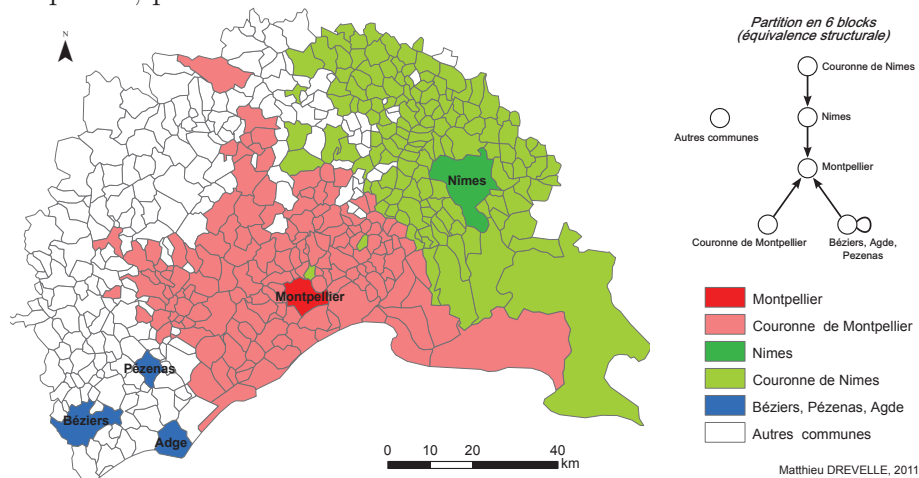 N
Nîmes
Montpellier
Pézenas
Béziers
Adge
0 10 20 40
km
Partition en 6 blocks
(équivalence structurale)
Couronne de Nimes
Nimes
Autres communes
Montpellier
Couronne de Montpellier
Béziers, Agde,
Pezenas
Montpellier
Couronne de Montpellier
Nimes
Couronne de Nimes
Béziers, Pézenas, Agde
Autres communes
Matthieu DREVELLE, 2011